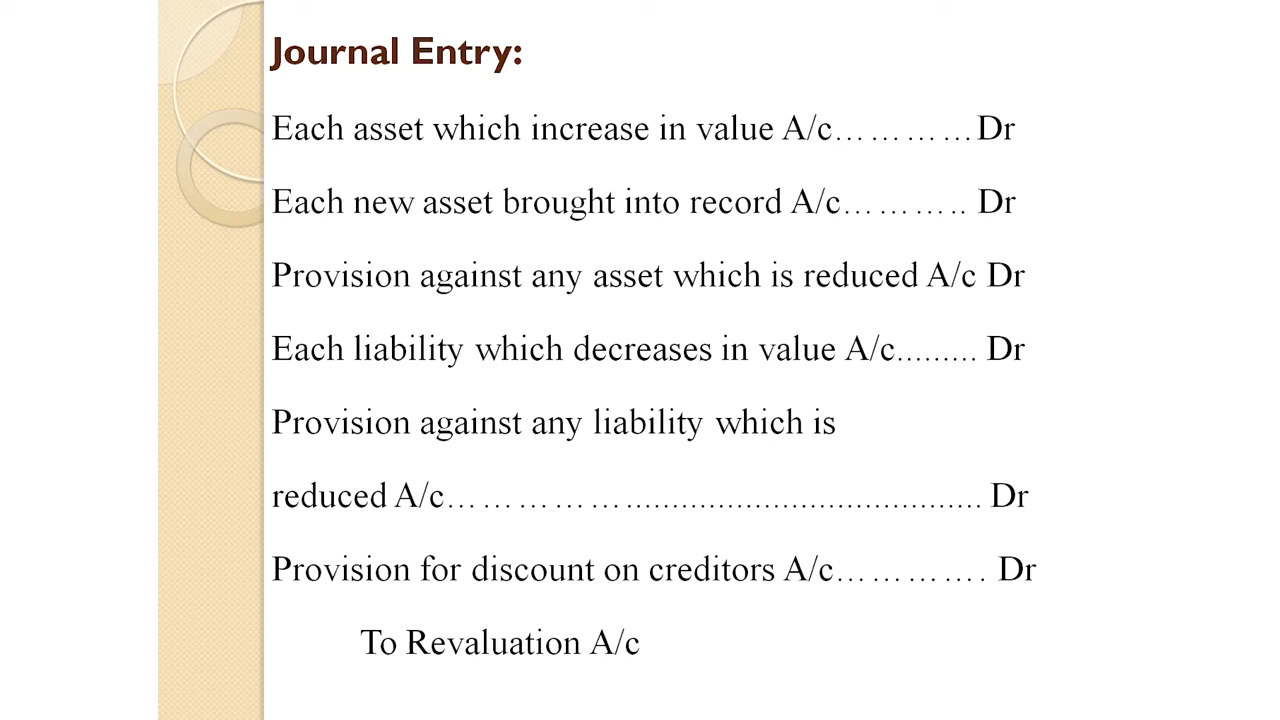 Journal Entry:
Each asset which increase in value A/c… … … …Dr
Each new asset brought into record A/c… … … .. Dr
Provision against any asset which is reduced A/c Dr
Each liability which decreases in value A/c......... Dr
Provision against any liability which is
reduced A/c… … … … …....................................... Dr
Provision for discount on creditors A/c… … … … . Dr
To Revaluation A/c